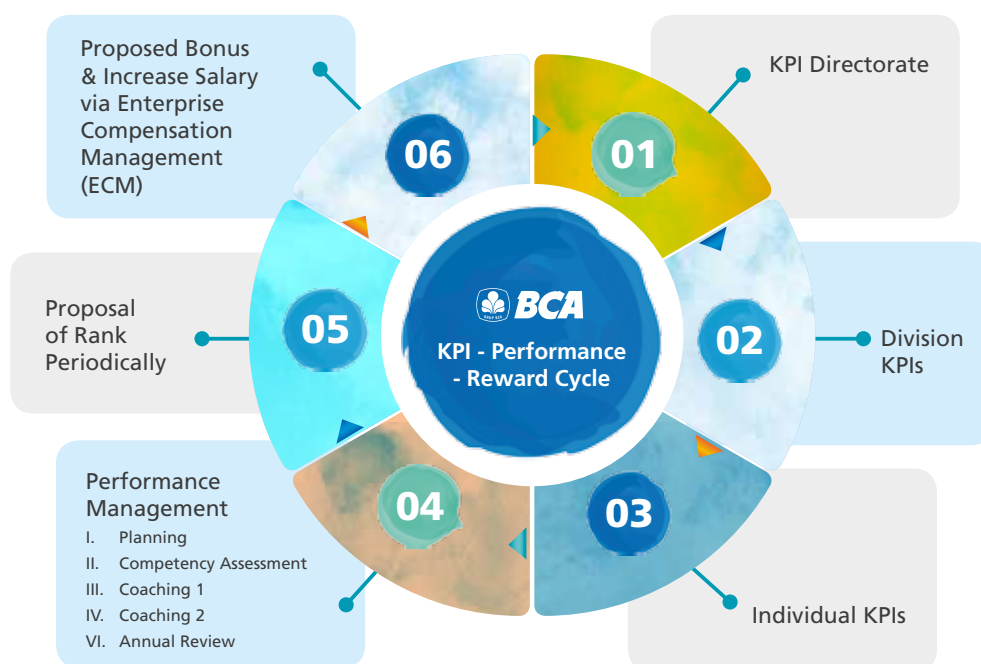 BCA
KPI - Performance
- Reward Cycle
01
KPI Directorate
02
Division
KPIs
03
Individual KPIs
04
Performance
Management
I. Planning
II. Competency Assessment
III. Coaching 1
IV. Coaching 2
VI. Annual Review
05
Proposal
of Rank
Periodically
06
Proposed Bonus
& Increase Salary
via Enterprise
Compensation
Management
(ECM)